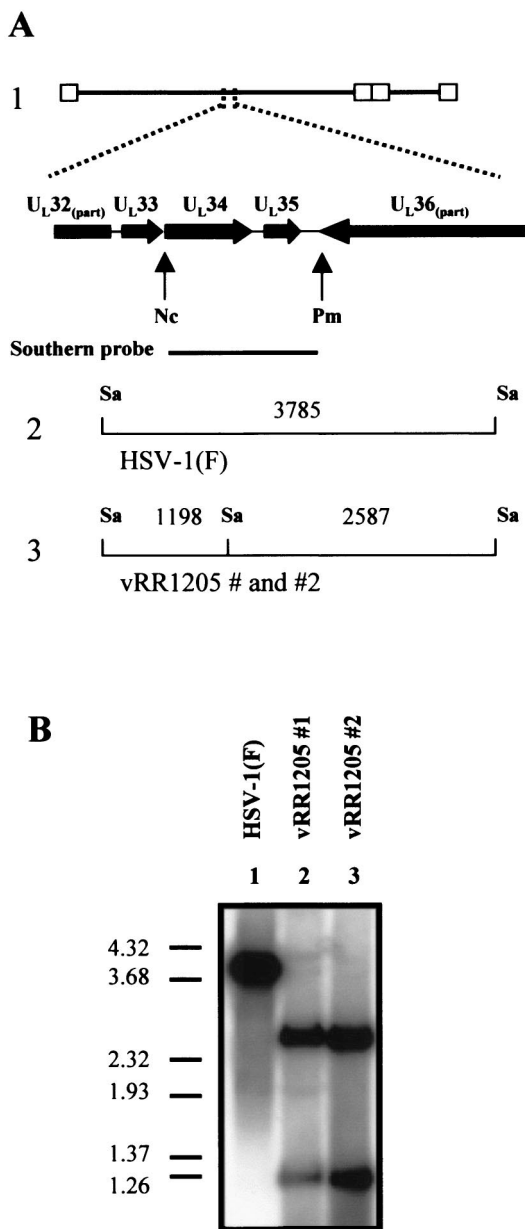 A
1
UL32(part) UL33 UL34 UL35 UL36(part)
Nc Pm
Southern probe
Sa 3785 Sa
2
HSV-1(F)
Sa 1198 Sa 2587 Sa
3
vRR1205 # and #2
B
HSV-1(F) vRR1205 #1 vRR1205 #2
1 2 3
4.32
3.68
2.32
1.93
1.37
1.26